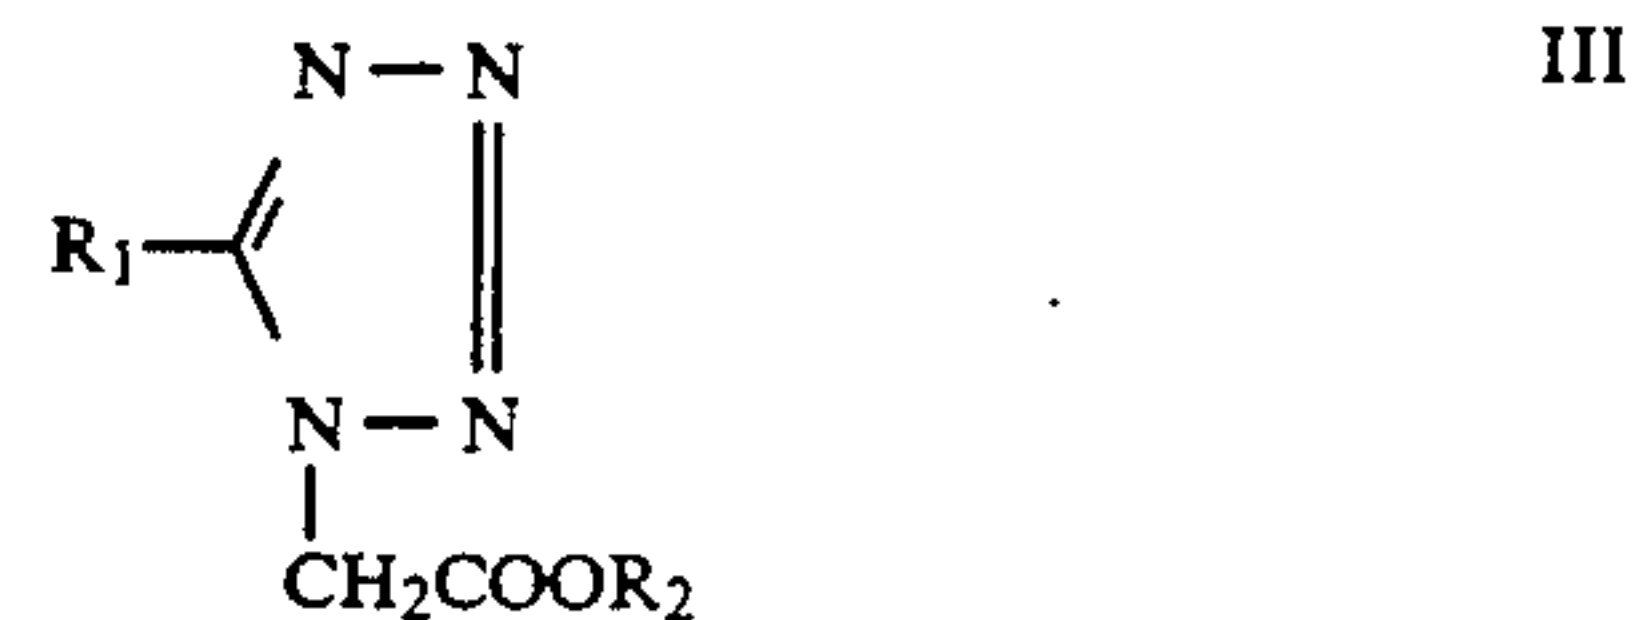 N — N III
R₁
N — N
CH₂COOR₂